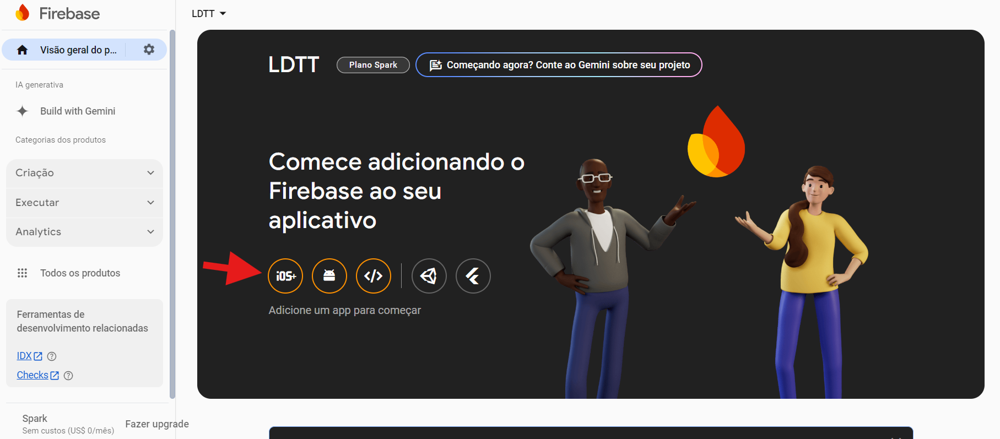 Firebase
LDTT
Visão geral do p...
IA generativa
Build with Gemini
Categorias dos produtos
Criação
Executar
Analytics
Todos os produtos
Ferramentas de
desenvolvimento relacionadas
IDX
Checks
Spark
Sem custos (US$ 0/mês)
Fazer upgrade
LDTT
Plano Spark
Começando agora? Conte ao Gemini sobre seu projeto
Comece adicionando o
Firebase ao seu
aplicativo
iOS+
Adicione um app para começar